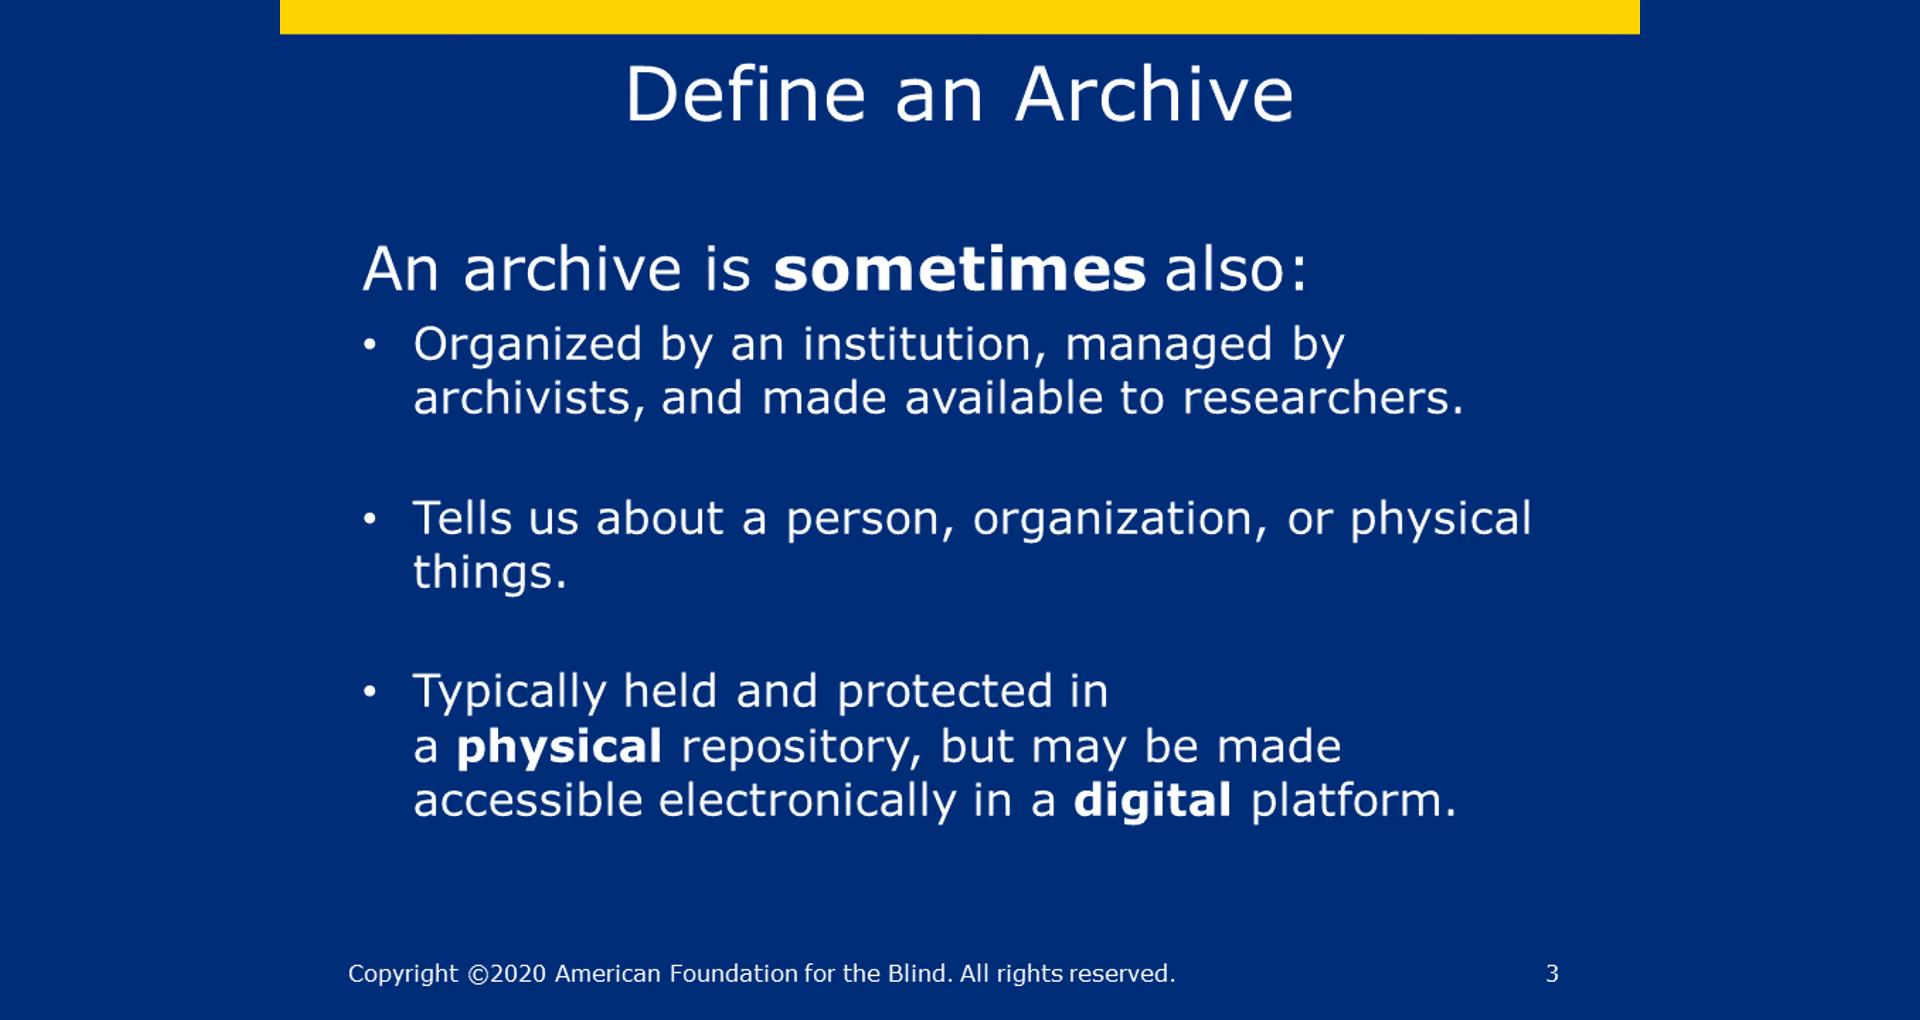 Define an Archive
An archive is sometimes also:
• Organized by an institution, managed by
archivists, and made available to researchers.
• Tells us about a person, organization, or physical
things.
• Typically held and protected in
a physical repository, but may be made
accessible electronically in a digital platform.
Copyright ©2020 American Foundation for the Blind. All rights reserved.
3